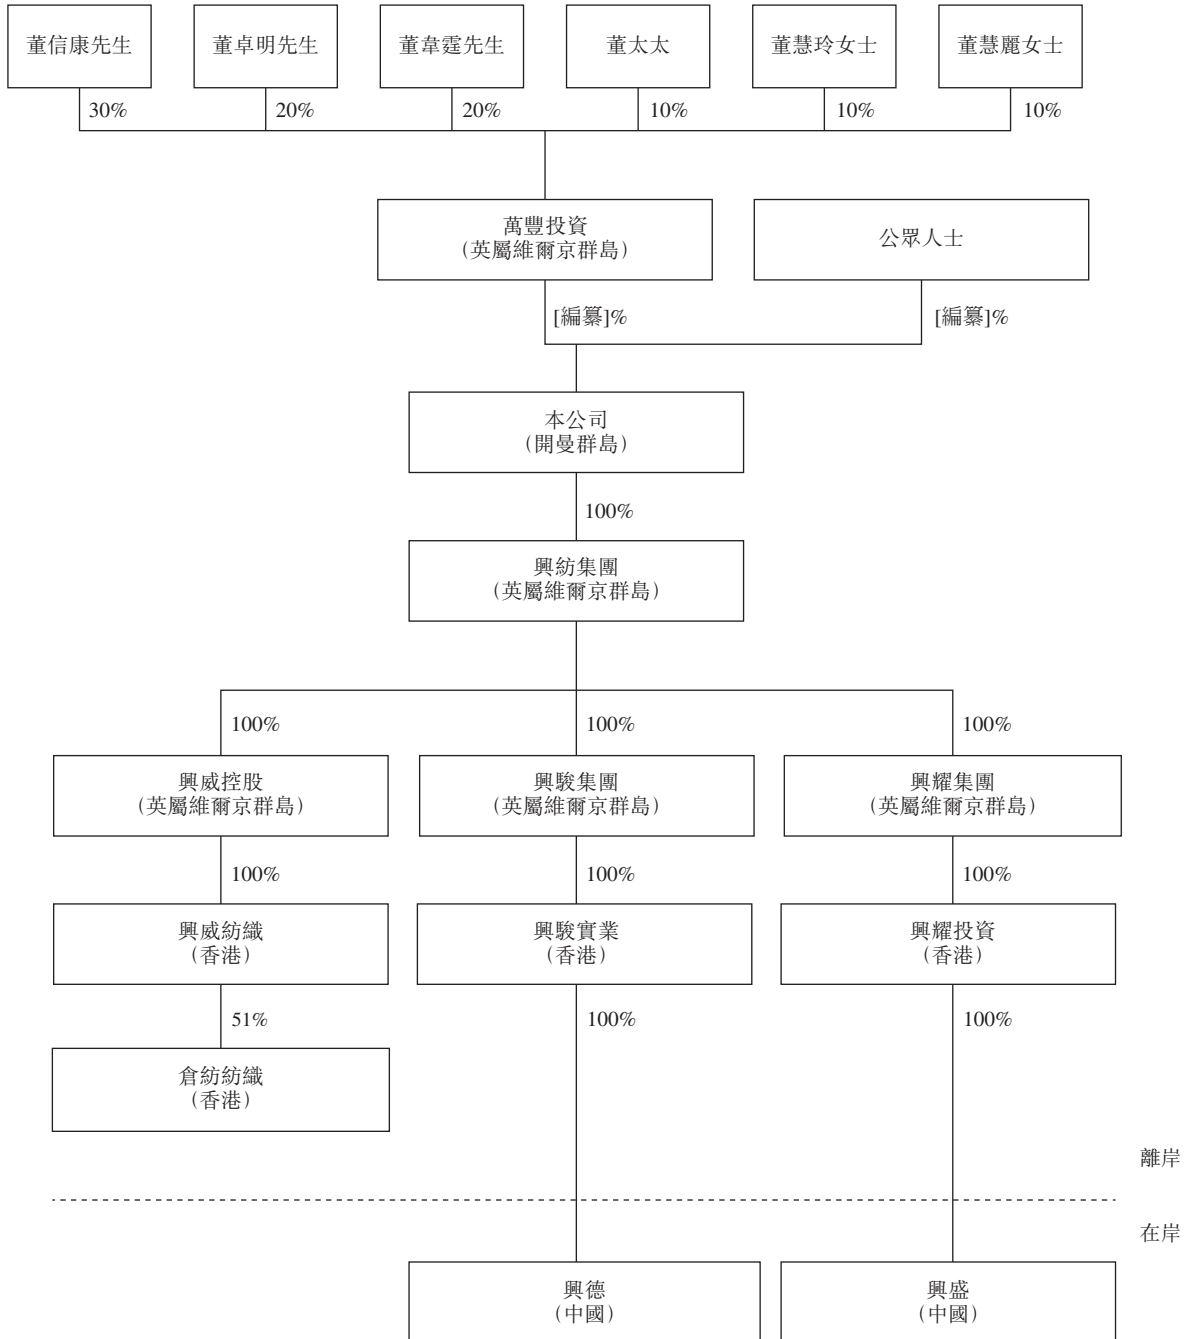 董信康先生
董卓明先生
董韋霆先生
董太太
董慧玲女士
董慧麗女士
30%
20%
20%
10%
10%
10%
萬豐投資
(英屬維爾京群島)
公眾人士
[編纂]%
[編纂]%
本公司
(開曼群島)
100%
興紡集團
(英屬維爾京群島)
100%
100%
100%
興威控股
(英屬維爾京群島)
興駿集團
(英屬維爾京群島)
興耀集團
(英屬維爾京群島)
100%
100%
100%
興威紡織
(香港)
興駿實業
(香港)
興耀投資
(香港)
51%
100%
100%
倉紡紡織
(香港)
離岸
在岸
興德
(中國)
興盛
(中國)